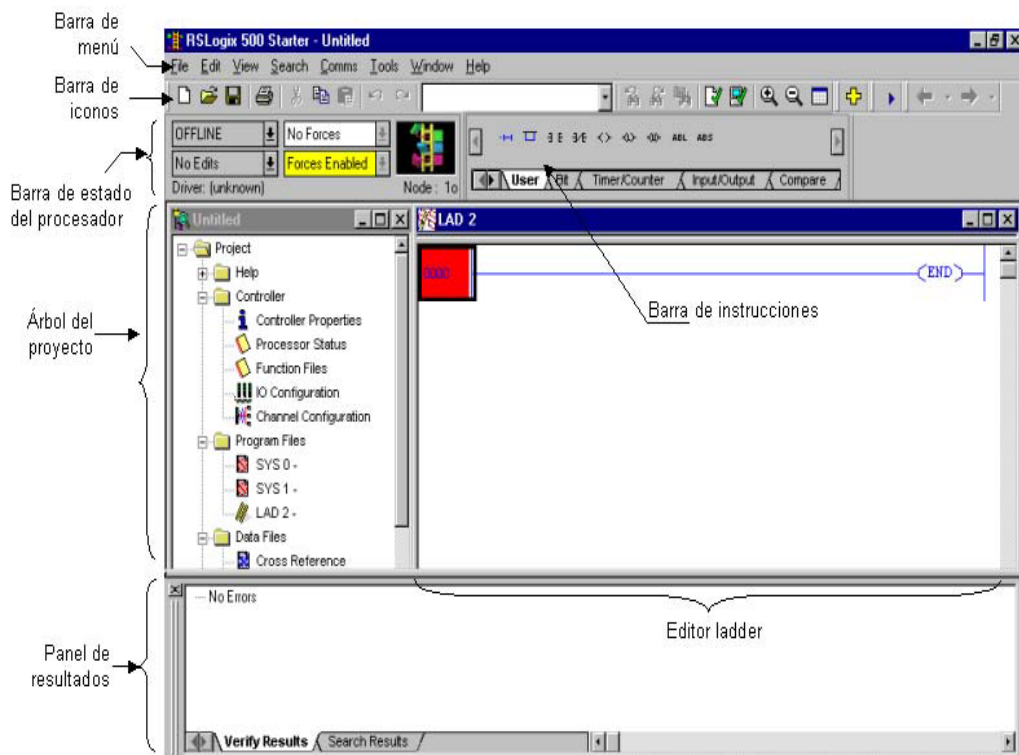 Barra de
menú
RSLogix 500 Starter - Untitled
File Edit View Search Comms Tools Window Help
Barra de
iconos
OFFLINE
No Forces
No Edits
Forces Enabled
Driver: (unknown)
Node : 1o
ABL ABS
User Bit Timer/Counter Input/Output Compare
Barra de estado
del procesador
Untitled
Project
Help
Controller
Controller Properties
Processor Status
Function Files
IO Configuration
Channel Configuration
Program Files
SYS 0 -
SYS 1 -
LAD 2 -
Data Files
Cross Reference
Árbol del
proyecto
LAD 2
0000
END
Barra de instrucciones
Editor ladder
No Errors
Panel de
resultados
Verify Results Search Results